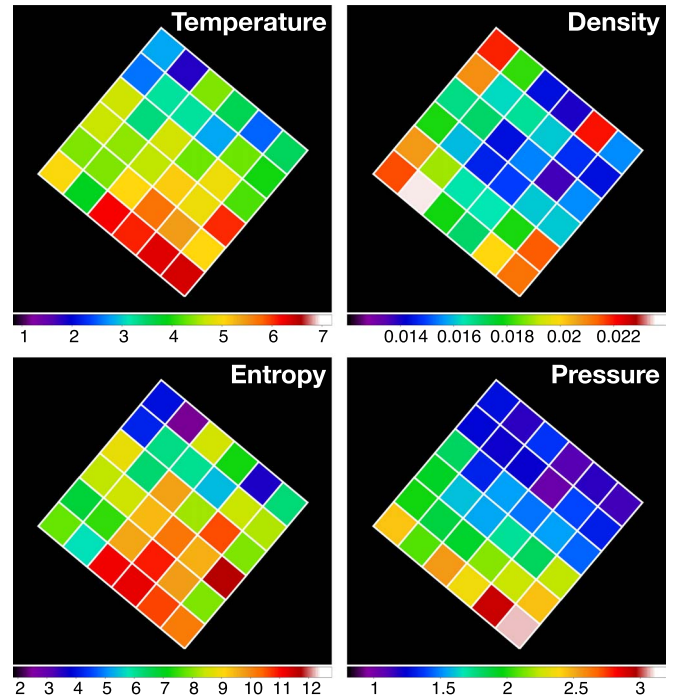 Temperature
Density
1 2 3 4 5 6 7
0.014 0.016 0.018 0.02 0.022
Entropy
Pressure
2 3 4 5 6 7 8 9 10 11 12
1 1.5 2 2.5 3